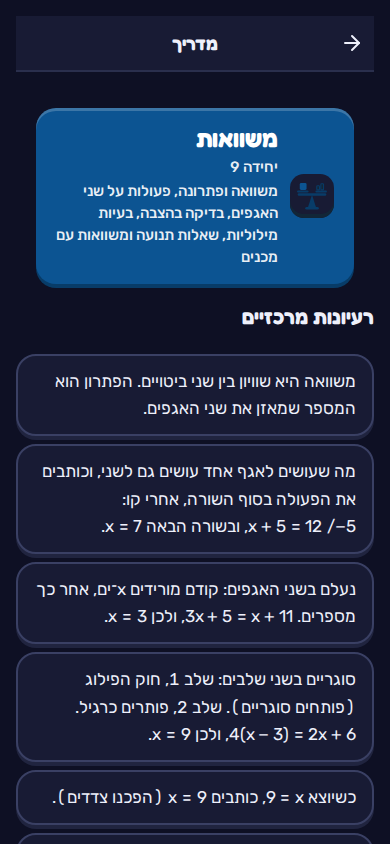 מדריך
משוואות
יחידה 9
משוואה ופתרונה, פעולות על שני
האגפים, בדיקה בהצבה, בעיות
מילוליות, שאלות תנועה ומשוואות עם
מכנים
רעיונות מרכזיים
משוואה היא שוויון בין שני ביטויים. הפתרון הוא
המספר שמאזן את שני האגפים.
מה שעושים לאגף אחד עושים גם לשני, וכותבים
את הפעולה בסוף השורה, אחרי קו:
x + 5 = 12 /−5, ובשורה הבאה x = 7.
נעלם בשני האגפים: קודם מורידים x־ים, אחר כך
מספרים. 3x + 5 = x + 11, ולכן x = 3.
סוגריים בשני שלבים: שלב 1, חוק הפילוג
(פותחים סוגריים). שלב 2, פותרים כרגיל.
4(x − 3) = 2x + 6, ולכן x = 9.
כשיוצא 9 = x, כותבים x = 9 (הפכנו צדדים).